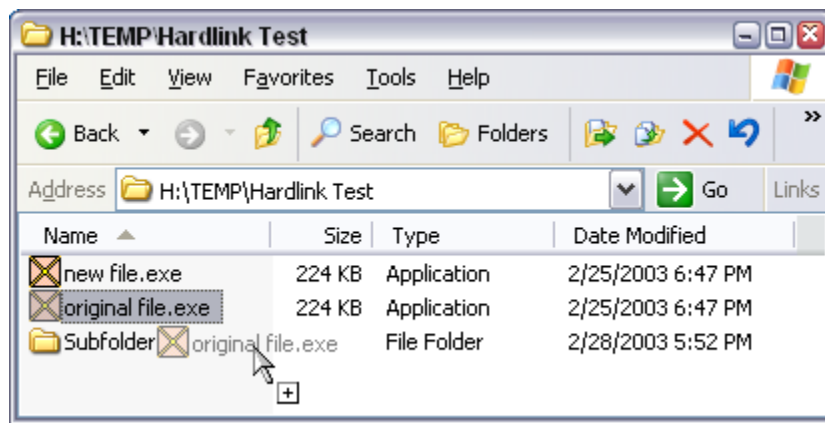 H:\TEMP\Hardlink Test
File Edit View Favorites Tools Help
Back Search Folders »
Address H:\TEMP\Hardlink Test Go Links
Name Size Type Date Modified
new file.exe 224 KB Application 2/25/2003 6:47 PM
original file.exe 224 KB Application 2/25/2003 6:47 PM
Subfolder original file.exe File Folder 2/28/2003 5:52 PM